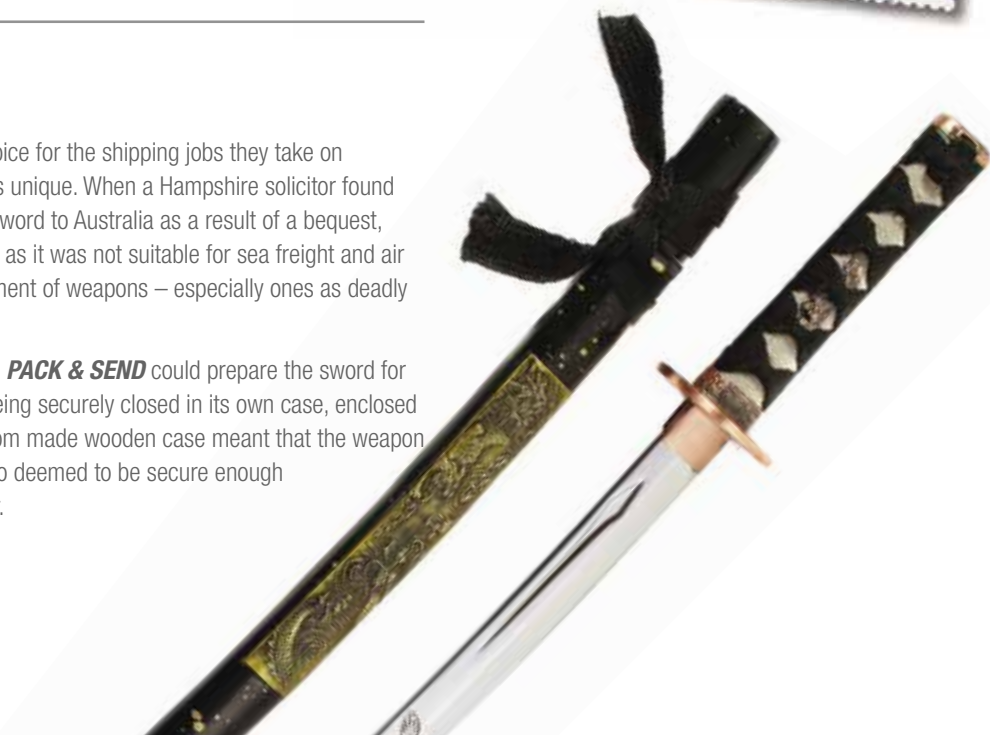 oice for the shipping jobs they take on
s unique. When a Hampshire solicitor found
word to Australia as a result of a bequest,
as it was not suitable for sea freight and air
ment of weapons – especially ones as deadly
PACK & SEND could prepare the sword for
eing securely closed in its own case, enclosed
om made wooden case meant that the weapon
o deemed to be secure enough